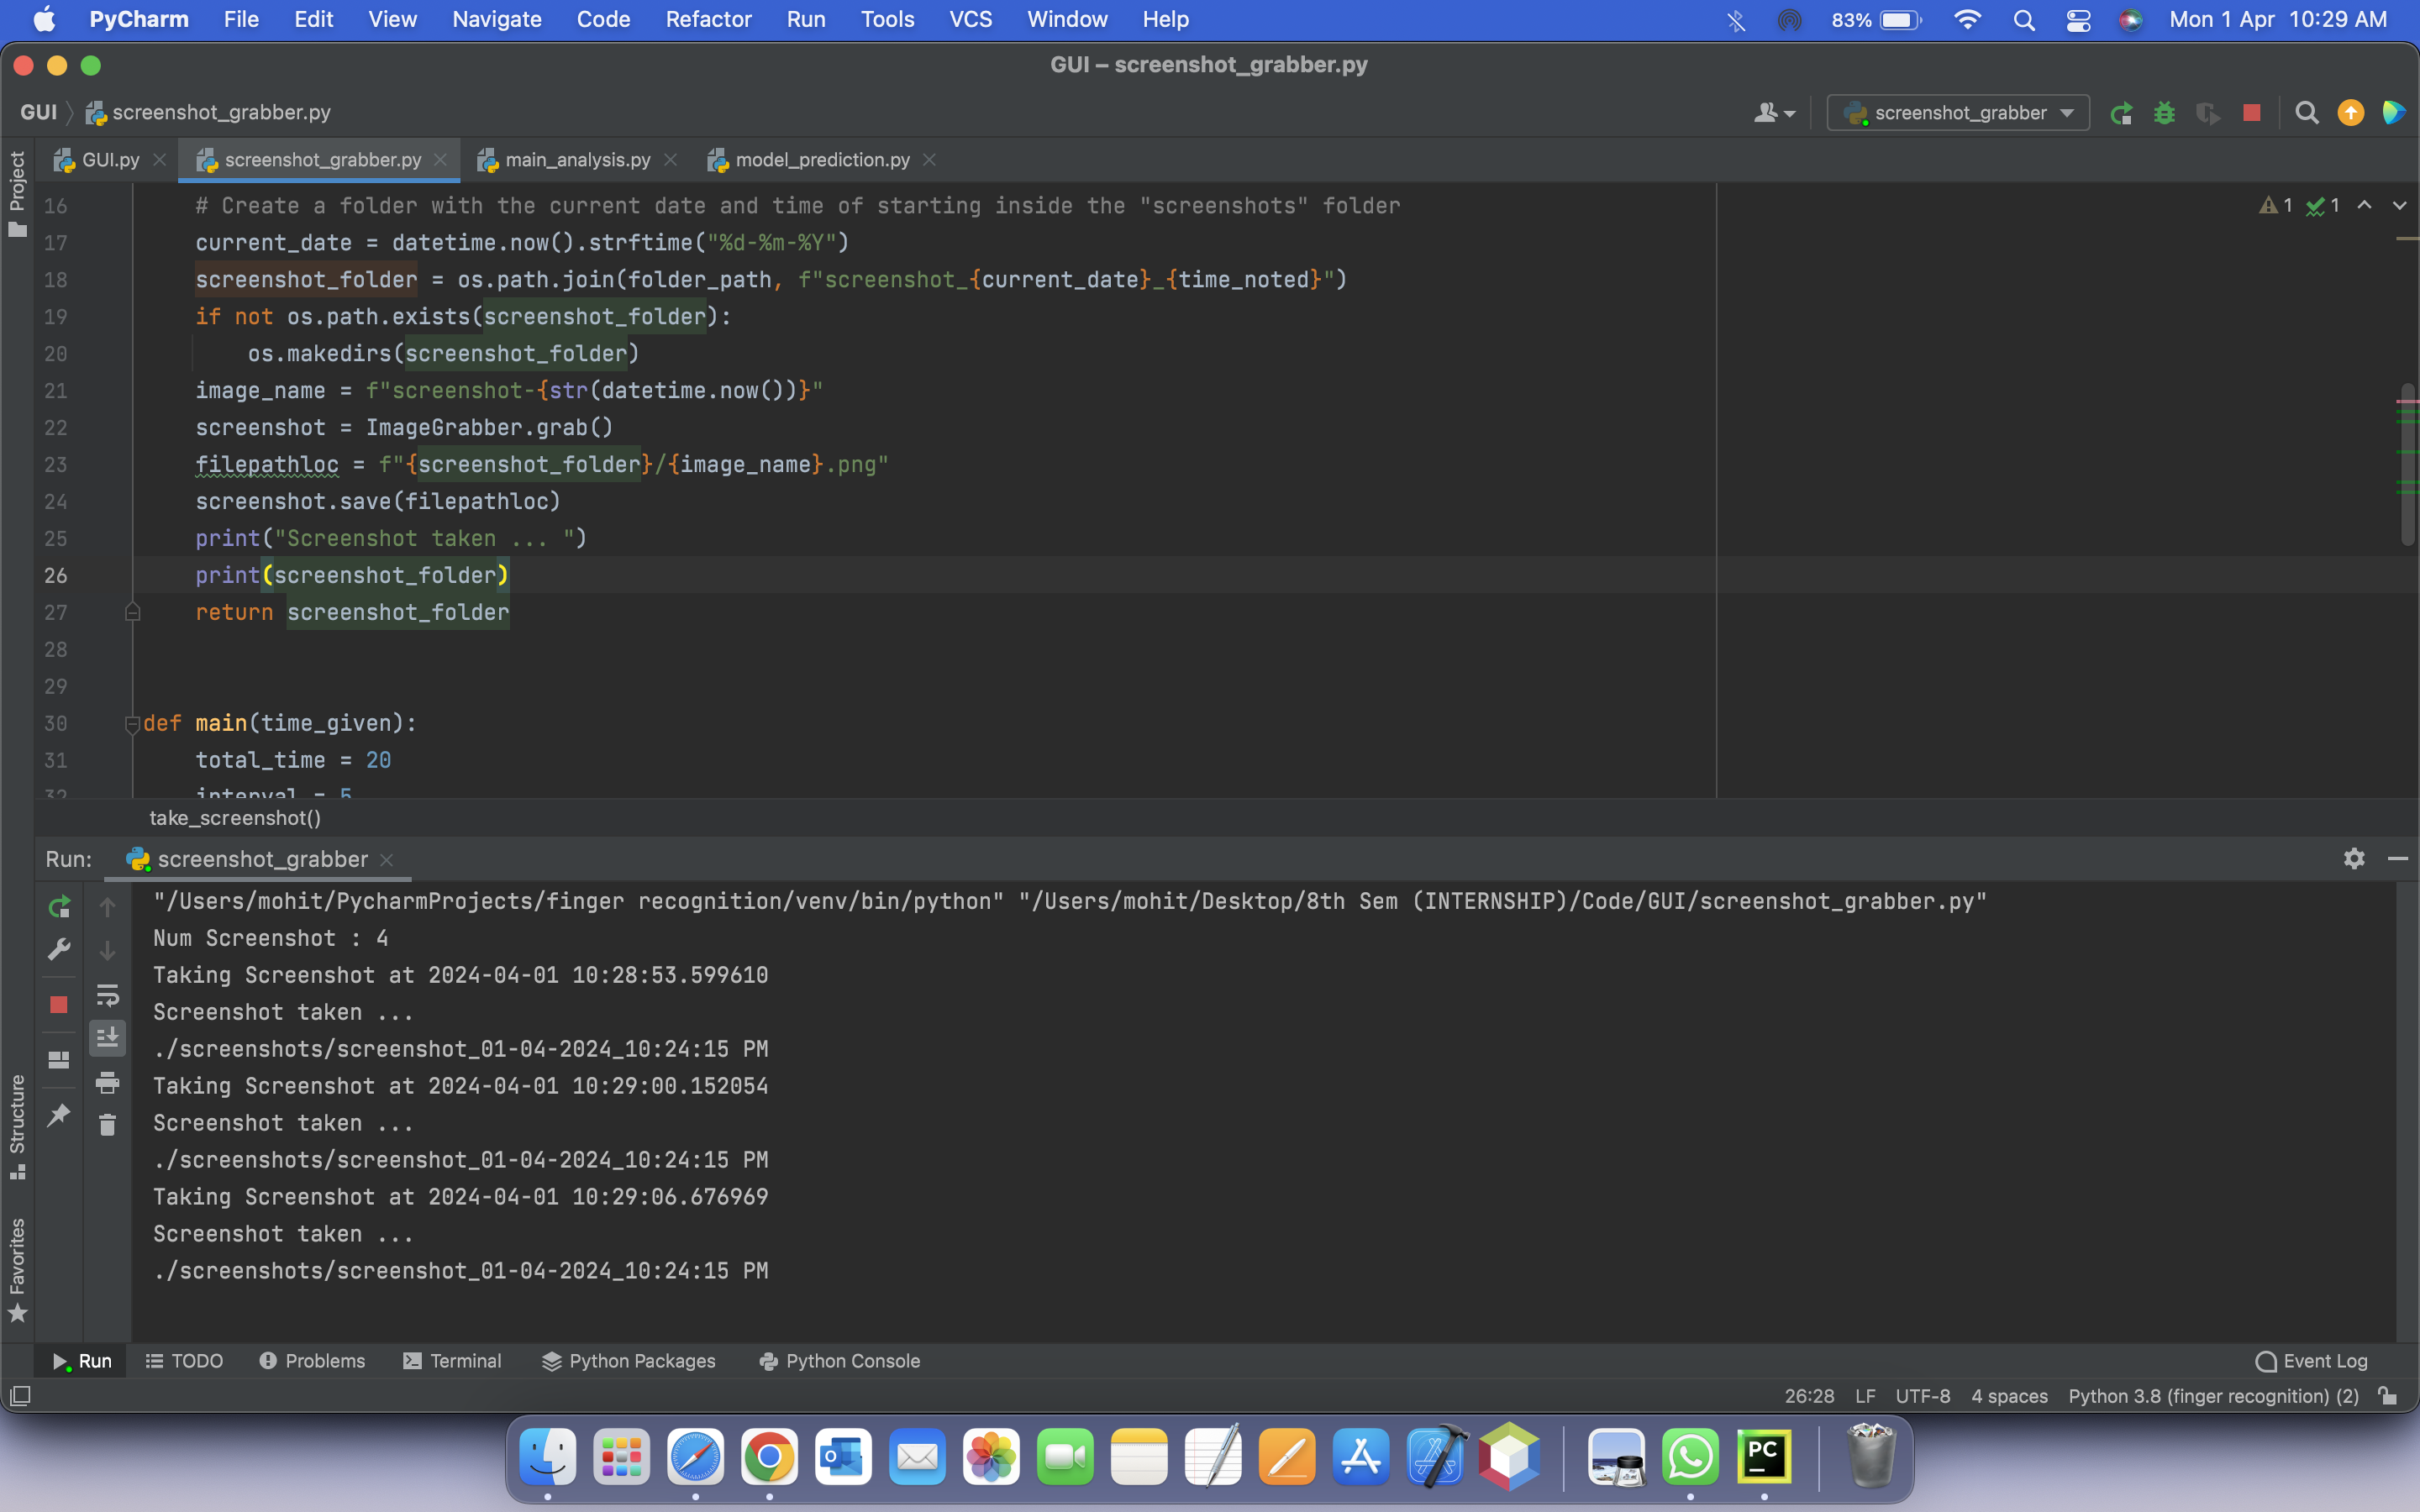 PyCharm File Edit View Navigate Code Refactor Run Tools VCS Window Help 83% Mon 1 Apr 10:29 AM
GUI – screenshot_grabber.py
GUI screenshot_grabber.py screenshot_grabber
GUI.py screenshot_grabber.py main_analysis.py model_prediction.py
Project
16 # Create a folder with the current date and time of starting inside the "screenshots" folder 1 1
17 current_date = datetime.now().strftime("%d-%m-%Y")
18 screenshot_folder = os.path.join(folder_path, f"screenshot_{current_date}_{time_noted}")
19 if not os.path.exists(screenshot_folder):
20 os.makedirs(screenshot_folder)
21 image_name = f"screenshot-{str(datetime.now())}"
22 screenshot = ImageGrabber.grab()
23 filepathloc = f"{screenshot_folder}/{image_name}.png"
24 screenshot.save(filepathloc)
25 print("Screenshot taken ... ")
26 print(screenshot_folder)
27 return screenshot_folder
28
29
30 def main(time_given):
31 total_time = 20
32 interval = 5
take_screenshot()
Run: screenshot_grabber
"/Users/mohit/PycharmProjects/finger recognition/venv/bin/python" "/Users/mohit/Desktop/8th Sem (INTERNSHIP)/Code/GUI/screenshot_grabber.py"
Num Screenshot : 4
Taking Screenshot at 2024-04-01 10:28:53.599610
Screenshot taken ...
./screenshots/screenshot_01-04-2024_10:24:15 PM
Taking Screenshot at 2024-04-01 10:29:00.152054
Screenshot taken ...
./screenshots/screenshot_01-04-2024_10:24:15 PM
Taking Screenshot at 2024-04-01 10:29:06.676969
Screenshot taken ...
./screenshots/screenshot_01-04-2024_10:24:15 PM
Structure
Favorites
Run TODO Problems Terminal Python Packages Python Console Event Log
26:28 LF UTF-8 4 spaces Python 3.8 (finger recognition) (2)
PC